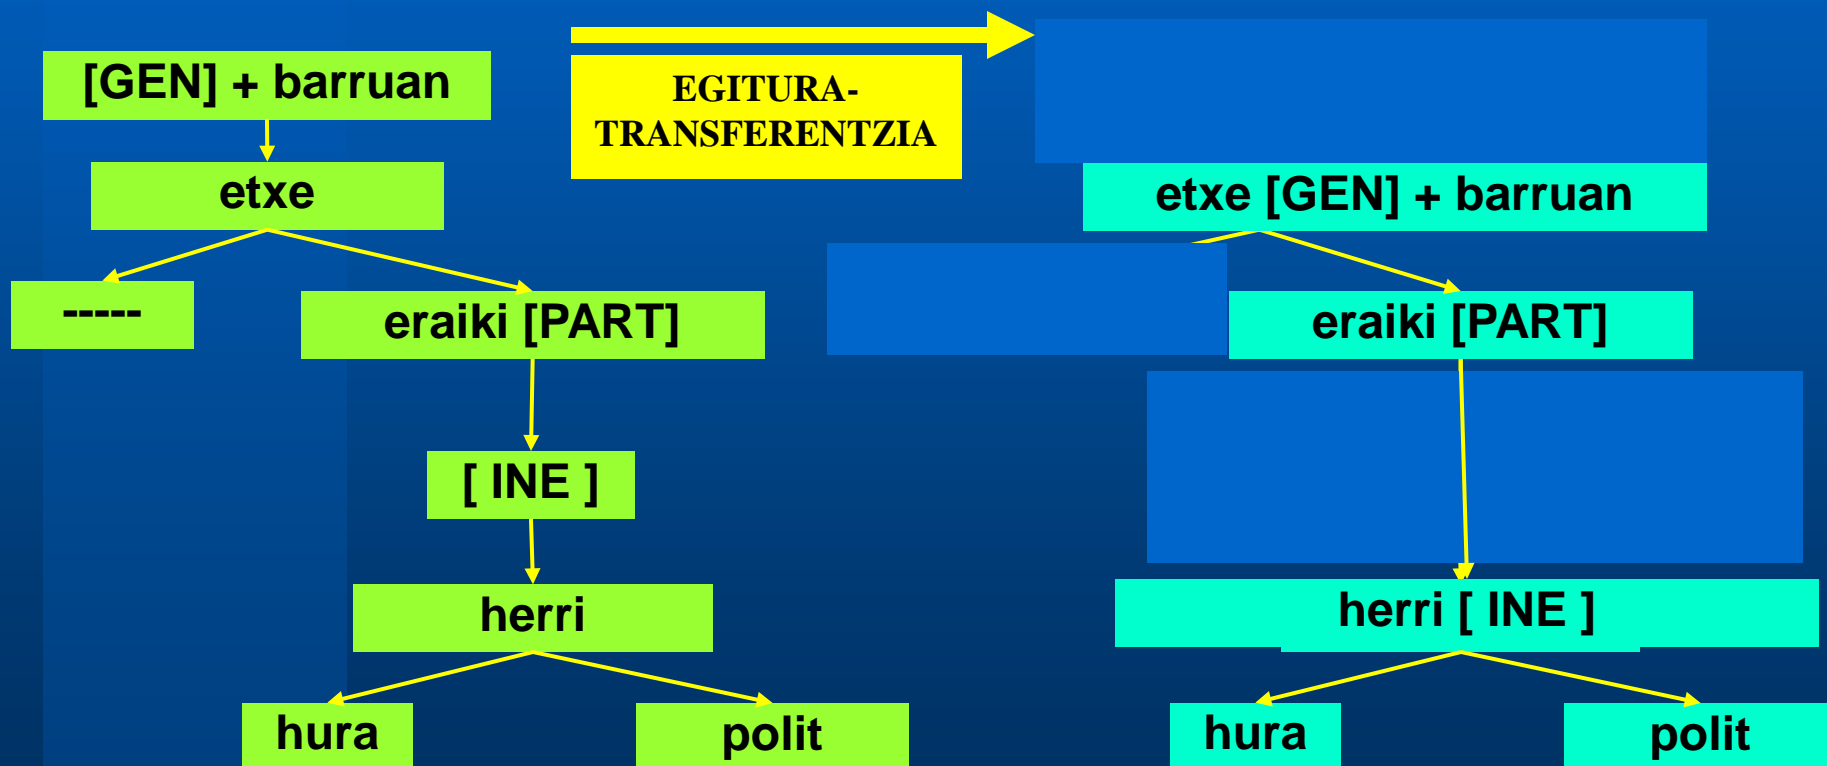 [GEN] + barruan
etxe
-----
eraiki [PART]
[ INE ]
herri
hura
polit
EGITURA-
TRANSFERENTZIA
etxe [GEN] + barruan
eraiki [PART]
herri [ INE ]
hura
polit